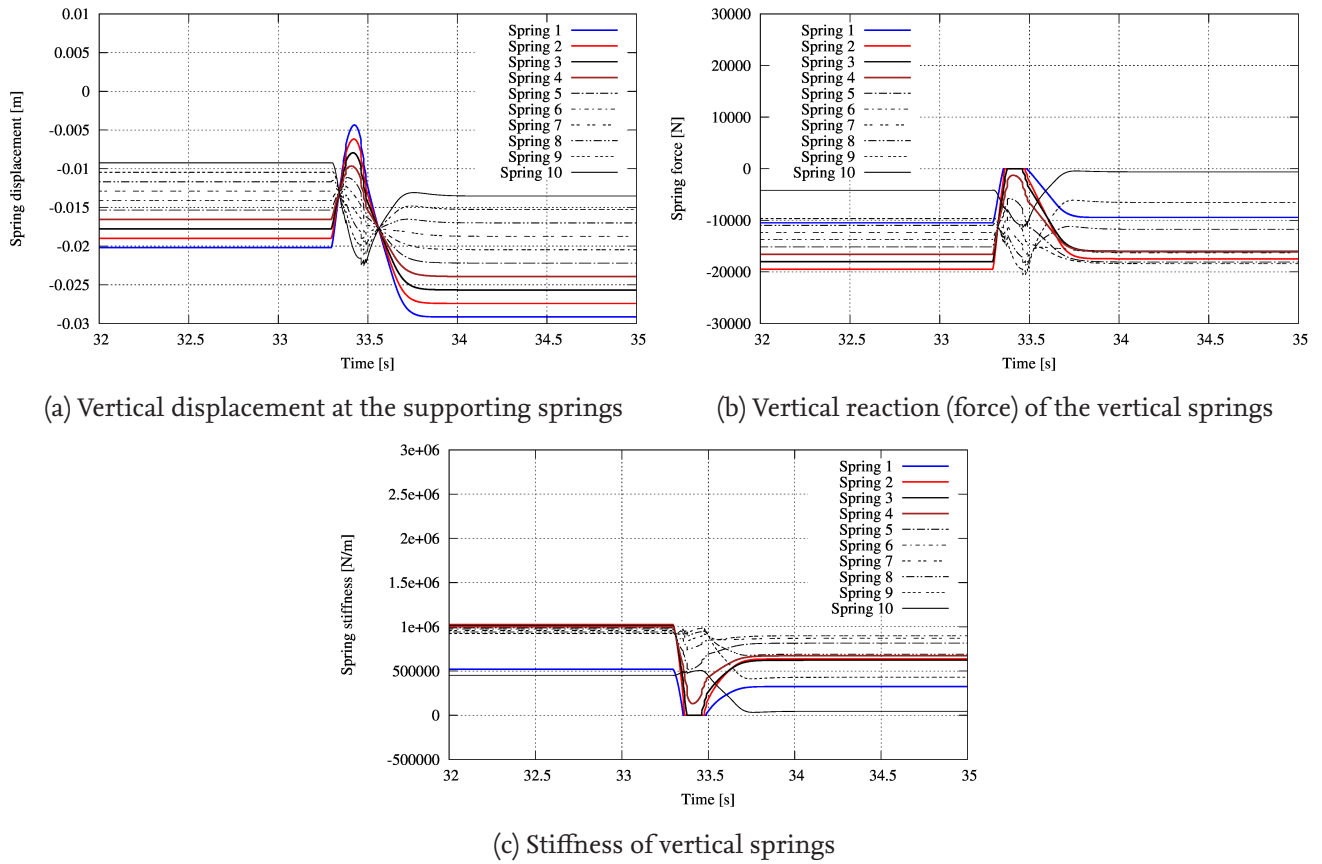 0.01
0.005
0
-0.005
-0.01
-0.015
-0.02
-0.025
-0.03
Spring displacement [m]
Spring 1
Spring 2
Spring 3
Spring 4
Spring 5
Spring 6
Spring 7
Spring 8
Spring 9
Spring 10
32
32.5
33
33.5
34
34.5
35
Time [s]
(a) Vertical displacement at the supporting springs
30000
20000
10000
0
-10000
-20000
-30000
Spring force [N]
Spring 1
Spring 2
Spring 3
Spring 4
Spring 5
Spring 6
Spring 7
Spring 8
Spring 9
Spring 10
32
32.5
33
33.5
34
34.5
35
Time [s]
(b) Vertical reaction (force) of the vertical springs
3e+06
2.5e+06
2e+06
1.5e+06
1e+06
500000
0
-500000
Spring stiffness [N/m]
Spring 1
Spring 2
Spring 3
Spring 4
Spring 5
Spring 6
Spring 7
Spring 8
Spring 9
Spring 10
32
32.5
33
33.5
34
34.5
35
Time [s]
(c) Stiffness of vertical springs